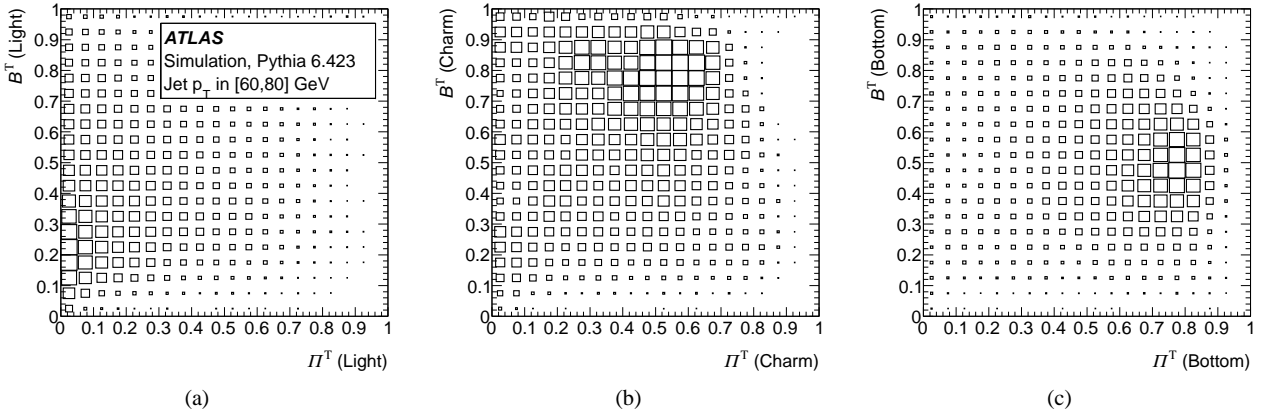 B^T (Light)
1
0.9
0.8
0.7
0.6
0.5
0.4
0.3
0.2
0.1
0
ATLAS
Simulation, Pythia 6.423
Jet p_T in [60,80] GeV
0 0.1 0.2 0.3 0.4 0.5 0.6 0.7 0.8 0.9 1
Π^T (Light)
(a)
B^T (Charm)
1
0.9
0.8
0.7
0.6
0.5
0.4
0.3
0.2
0.1
0
0 0.1 0.2 0.3 0.4 0.5 0.6 0.7 0.8 0.9 1
Π^T (Charm)
(b)
B^T (Bottom)
1
0.9
0.8
0.7
0.6
0.5
0.4
0.3
0.2
0.1
0
0 0.1 0.2 0.3 0.4 0.5 0.6 0.7 0.8 0.9 1
Π^T (Bottom)
(c)